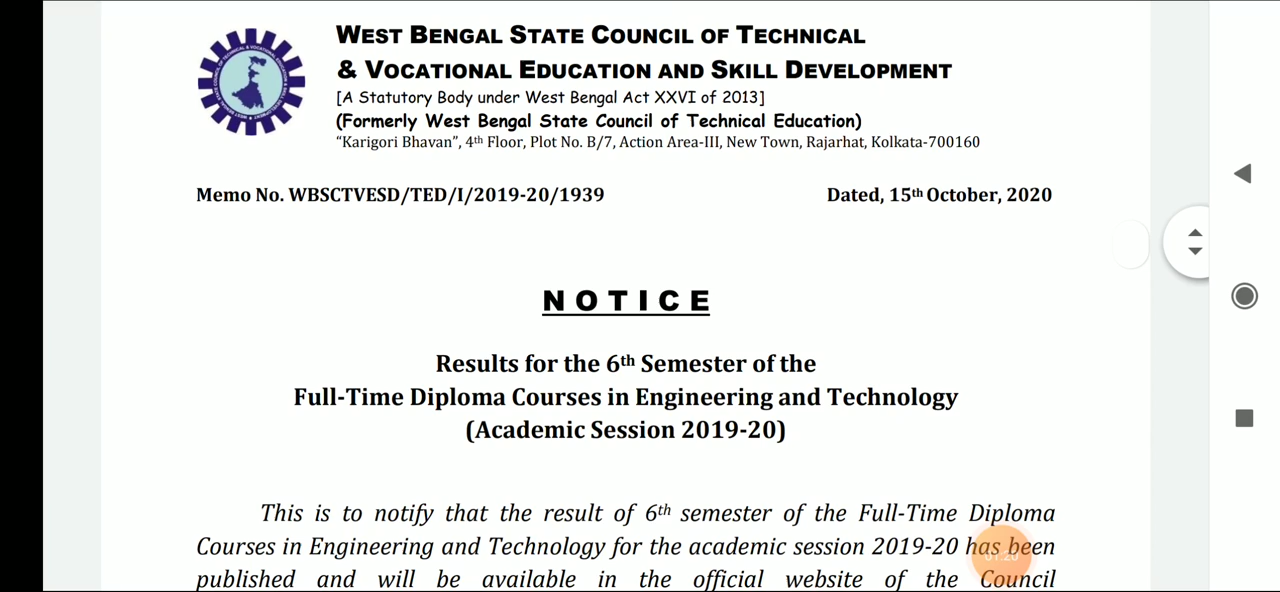 WEST BENGAL STATE COUNCIL OF TECHNICAL
& VOCATIONAL EDUCATION AND SKILL DEVELOPMENT
[A Statutory Body under West Bengal Act XXVI of 2013]
(Formerly West Bengal State Council of Technical Education)
"Karigori Bhavan", 4th Floor, Plot No. B/7, Action Area-III, New Town, Rajarhat, Kolkata-700160
Memo No. WBSCTVESD/TED/I/2019-20/1939 Dated, 15th October, 2020
NOTICE
Results for the 6th Semester of the
Full-Time Diploma Courses in Engineering and Technology
(Academic Session 2019-20)
This is to notify that the result of 6th semester of the Full-Time Diploma
Courses in Engineering and Technology for the academic session 2019-20 has been
published and will be available in the official website of the Council